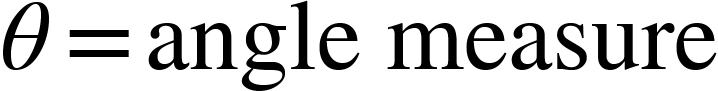 θ = angle measure